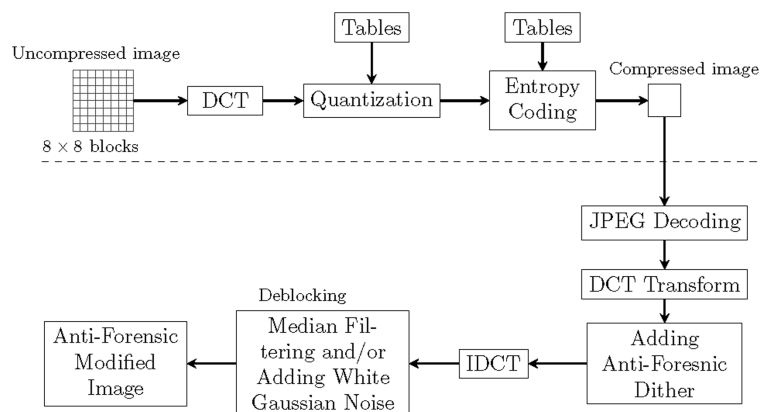 Tables
Tables
Uncompressed image
Compressed image
DCT
Quantization
Entropy
Coding
8 × 8 blocks
JPEG Decoding
DCT Transform
Adding
Anti-Foresnic
Dither
IDCT
Deblocking
Median Fil-
tering and/or
Adding White
Gaussian Noise
Anti-Forensic
Modified
Image